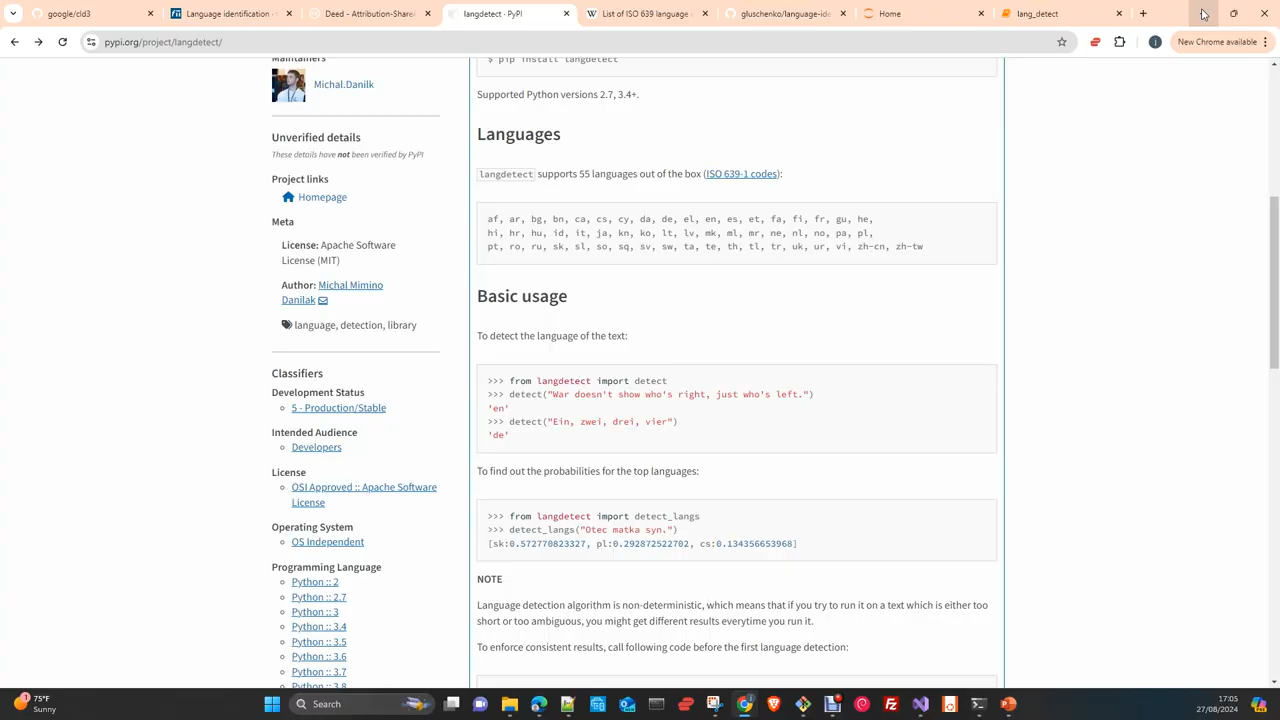 google/cld3
Language identification ·
Deed - Attribution-Share
langdetect · PyPI
List of ISO 639 language
gluschenko/language-ide
Home
lang_detect
pypi.org/project/langdetect/
New Chrome available
Maintainers
Michal.Danilk
Unverified details
These details have not been verified by PyPI
Project links
Homepage
Meta
License: Apache Software
License (MIT)
Author: Michal Mimino
Danilak
language, detection, library
Classifiers
Development Status
5 - Production/Stable
Intended Audience
Developers
License
OSI Approved :: Apache Software
License
Operating System
OS Independent
Programming Language
Python :: 2
Python :: 2.7
Python :: 3
Python :: 3.4
Python :: 3.5
Python :: 3.6
Python :: 3.7
Python :: 3.8
$ pip install langdetect
Supported Python versions 2.7, 3.4+.
Languages
langdetect supports 55 languages out of the box (ISO 639-1 codes):
af, ar, bg, bn, ca, cs, cy, da, de, el, en, es, et, fa, fi, fr, gu, he,
hi, hr, hu, id, it, ja, kn, ko, lt, lv, mk, ml, mr, ne, nl, no, pa, pl,
pt, ro, ru, sk, sl, so, sq, sv, sw, ta, te, th, tl, tr, uk, ur, vi, zh-cn, zh-tw
Basic usage
To detect the language of the text:
>>> from langdetect import detect
>>> detect("War doesn't show who's right, just who's left.")
'en'
>>> detect("Ein, zwei, drei, vier")
'de'
To find out the probabilities for the top languages:
>>> from langdetect import detect_langs
>>> detect_langs("Otec matka syn.")
[sk:0.572770823327, pl:0.292872522702, cs:0.134356653968]
NOTE
Language detection algorithm is non-deterministic, which means that if you try to run it on a text which is either too
short or too ambiguous, you might get different results everytime you run it.
To enforce consistent results, call following code before the first language detection:
75°F
Sunny
Search
17:05
27/08/2024